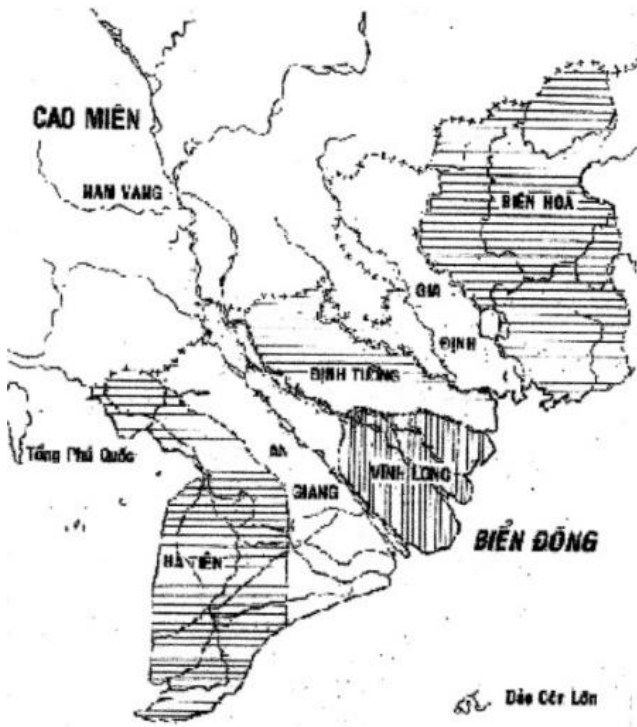 CAO MIÊN
NAM VANG
BIÊN HOÀ
GIA
ĐỊNH
ĐỊNH TƯỜNG
Tổng Phú Quốc
AN
GIANG
VĨNH LONG
BIỂN ĐÔNG
HÀ TIÊN
Đảo Côn Lôn